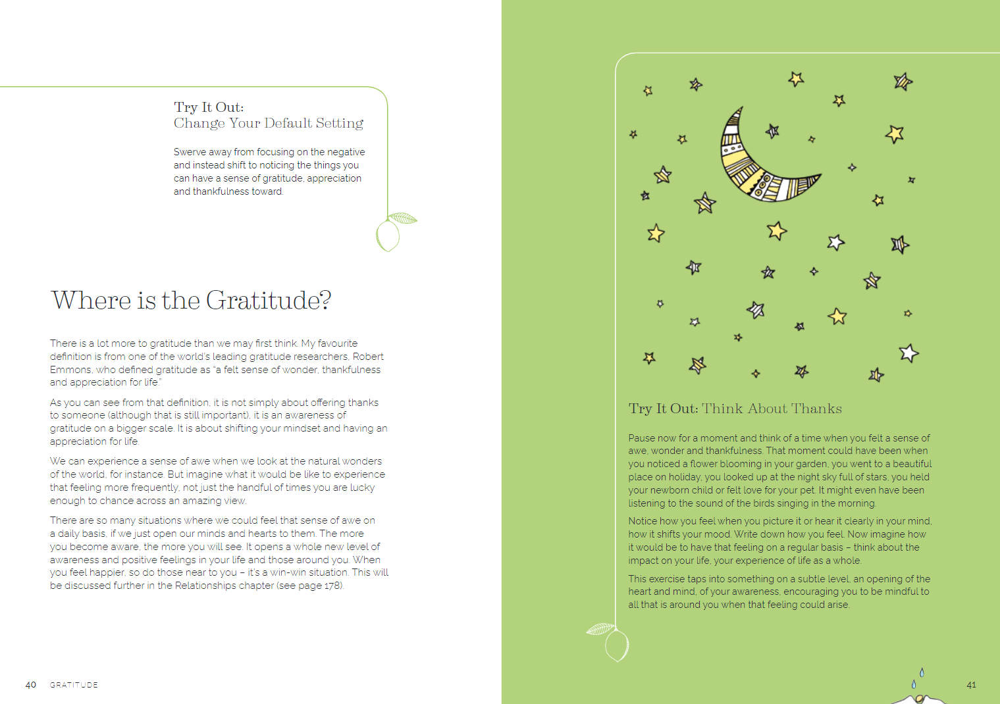 Try It Out:
Change Your Default Setting
Swerve away from focusing on the negative
and instead shift to noticing the things you
can have a sense of gratitude, appreciation
and thankfulness toward.
Where is the Gratitude?
There is a lot more to gratitude than we may first think. My favourite
definition is from one of the world's leading gratitude researchers, Robert
Emmons, who defined gratitude as “a felt sense of wonder, thankfulness
and appreciation for life.”
As you can see from that definition, it is not simply about offering thanks
to someone (although that is still important), it is an awareness of
gratitude on a bigger scale. It is about shifting your mindset and having an
appreciation for life.
We can experience a sense of awe when we look at the natural wonders
of the world, for instance. But imagine what it would be like to experience
that feeling more frequently, not just the handful of times you are lucky
enough to chance across an amazing view.
There are so many situations where we could feel that sense of awe on
a daily basis, if we just open our minds and hearts to them. The more
you become aware, the more you will see. It opens a whole new level of
awareness and positive feelings in your life and those around you. When
you feel happier, so do those near to you – it's a win-win situation. This will
be discussed further in the Relationships chapter (see page 178).
40 GRATITUDE
Try It Out: Think About Thanks
Pause now for a moment and think of a time when you felt a sense of
awe, wonder and thankfulness. That moment could have been when
you noticed a flower blooming in your garden, you went to a beautiful
place on holiday, you looked up at the night sky full of stars, you held
your newborn child or felt love for your pet. It might even have been
listening to the sound of the birds singing in the morning.
Notice how you feel when you picture it or hear it clearly in your mind,
how it shifts your mood. Write down how you feel. Now imagine how
it would be to have that feeling on a regular basis – think about the
impact on your life, your experience of life as a whole.
This exercise taps into something on a subtle level, an opening of the
heart and mind, of your awareness, encouraging you to be mindful to
all that is around you when that feeling could arise.
41